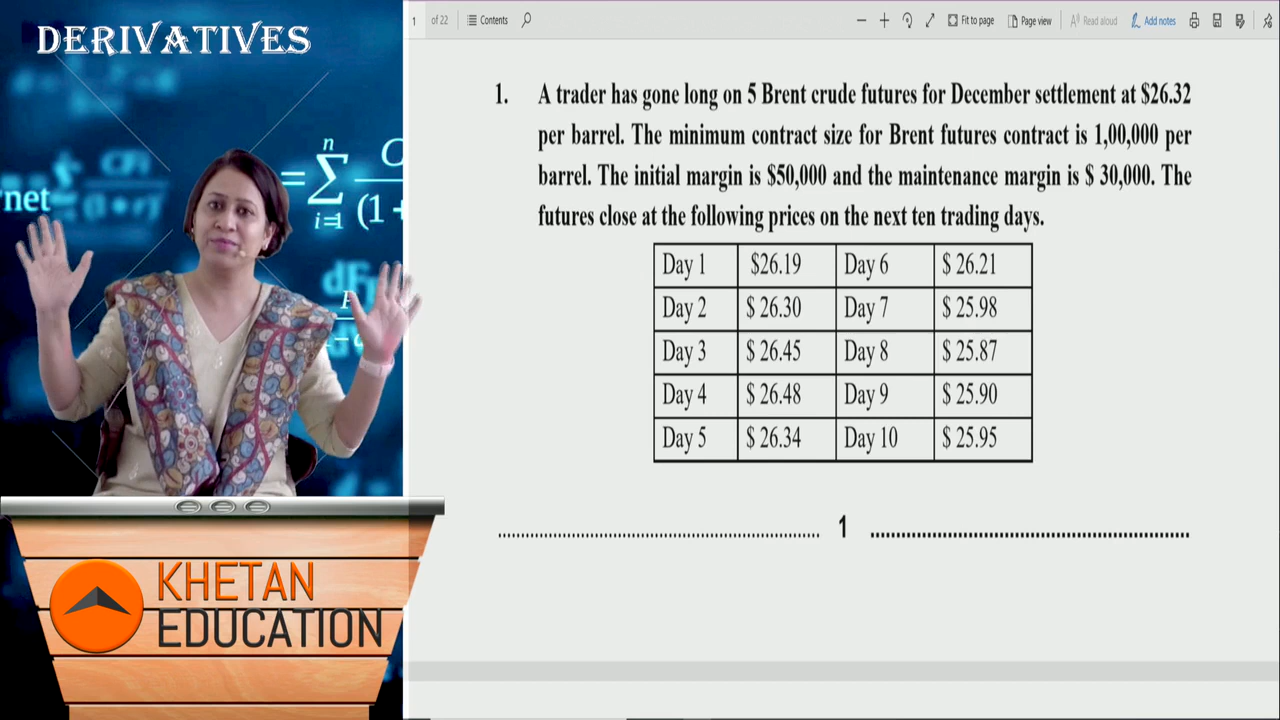 DERIVATIVES
1 of 22 Contents Fit to page Page view Read aloud Add notes
1. A trader has gone long on 5 Brent crude futures for December settlement at $26.32
per barrel. The minimum contract size for Brent futures contract is 1,00,000 per
barrel. The initial margin is $50,000 and the maintenance margin is $ 30,000. The
futures close at the following prices on the next ten trading days.
Day 1 $26.19 Day 6 $ 26.21
Day 2 $ 26.30 Day 7 $ 25.98
Day 3 $ 26.45 Day 8 $ 25.87
Day 4 $ 26.48 Day 9 $ 25.90
Day 5 $ 26.34 Day 10 $ 25.95
1
net
= n ∑ i=1
(1+
KHETAN
EDUCATION